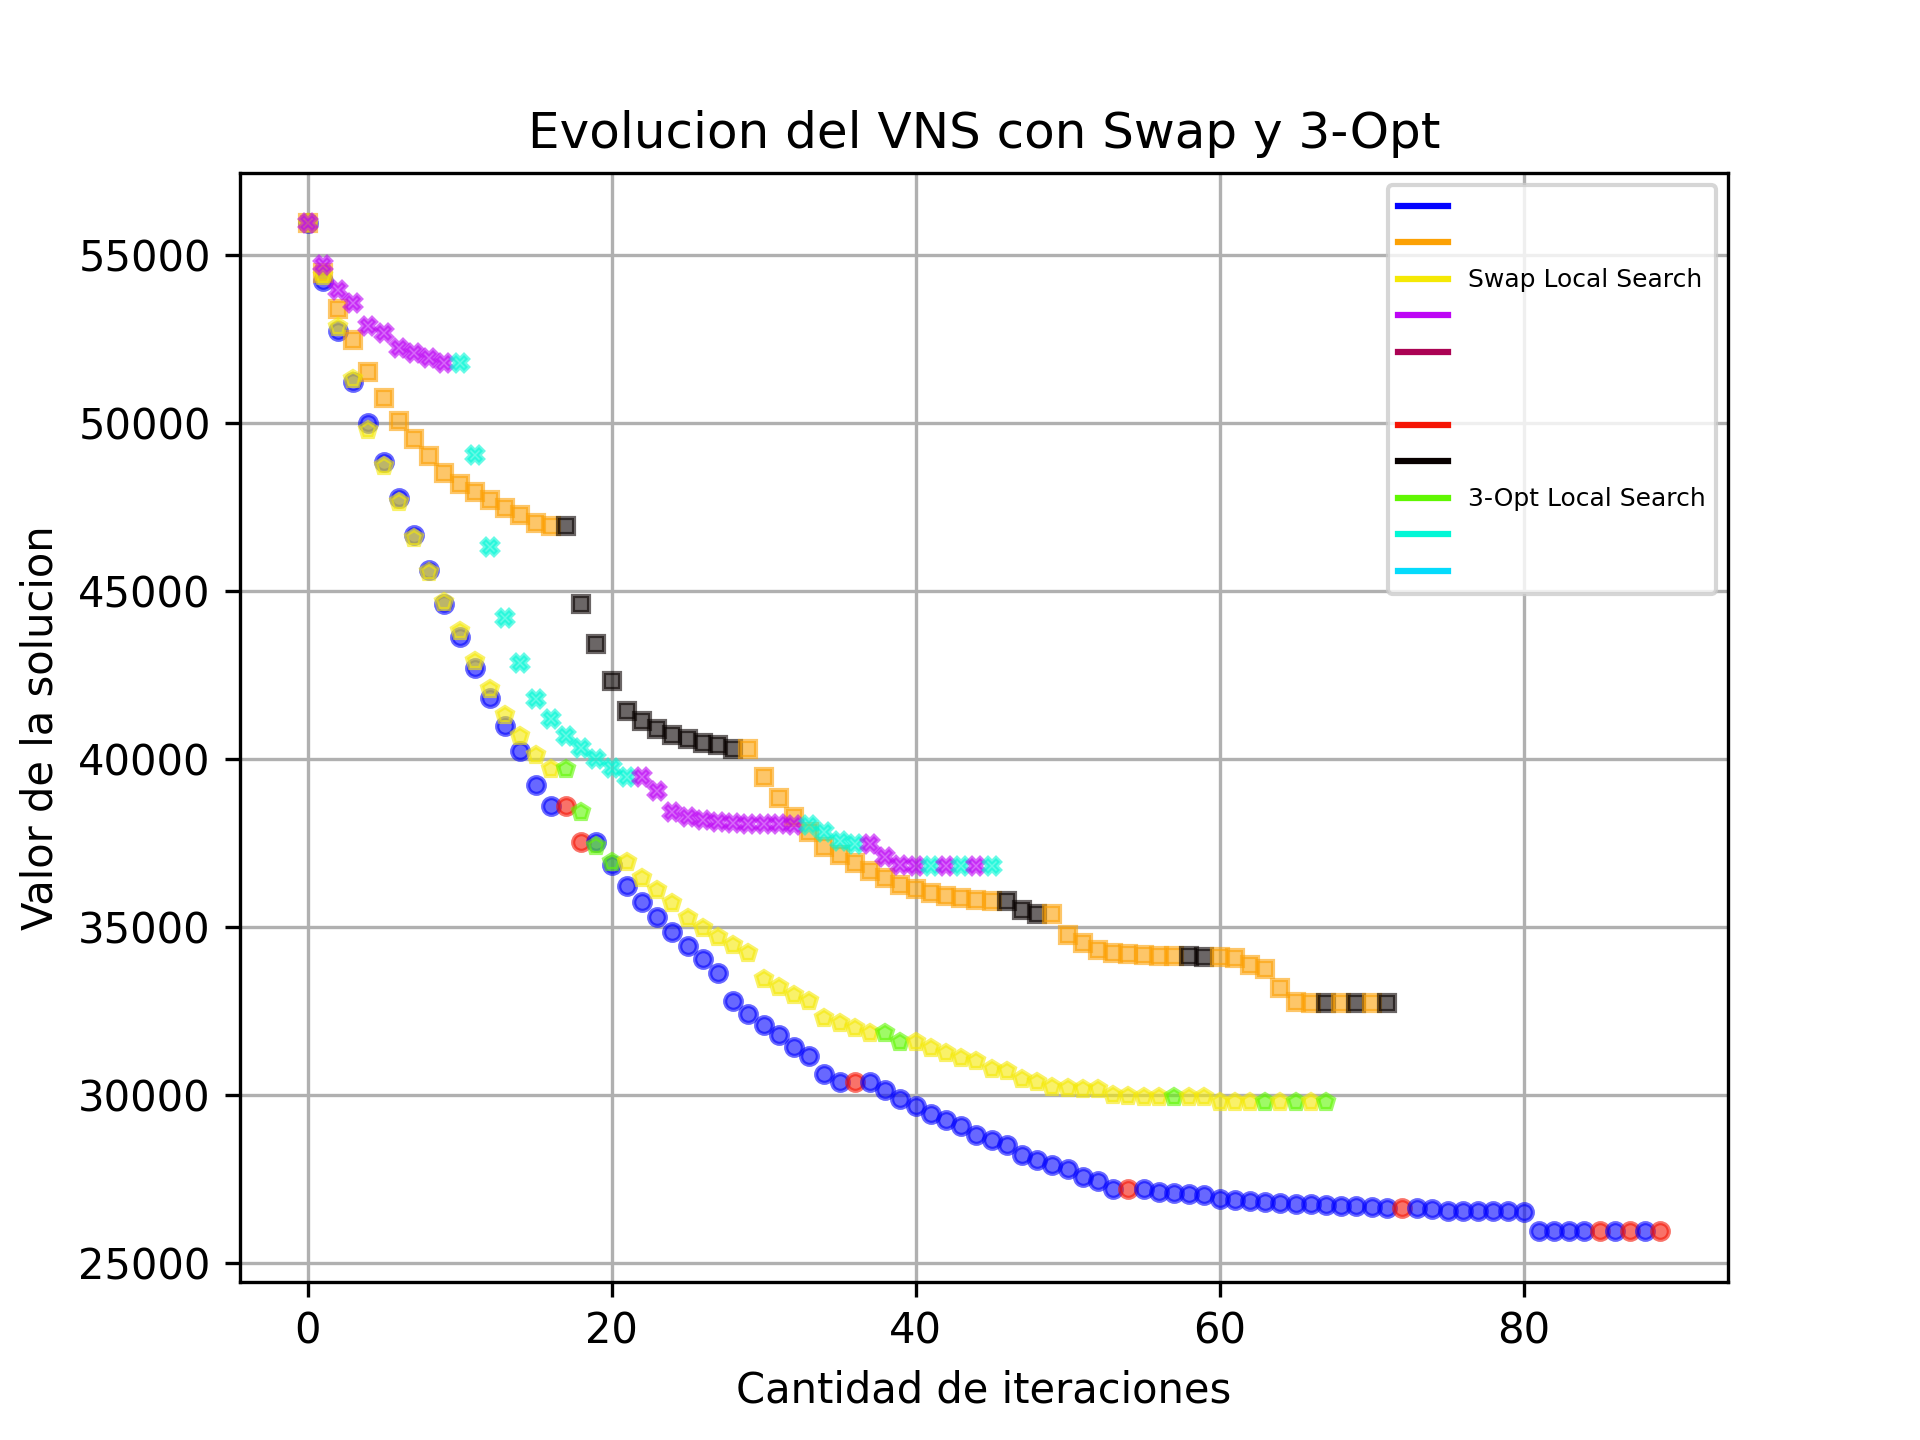 Evolucion del VNS con Swap y 3-Opt
55000
50000
45000
40000
35000
30000
25000
Valor de la solucion
Swap Local Search
3-Opt Local Search
0 20 40 60 80
Cantidad de iteraciones